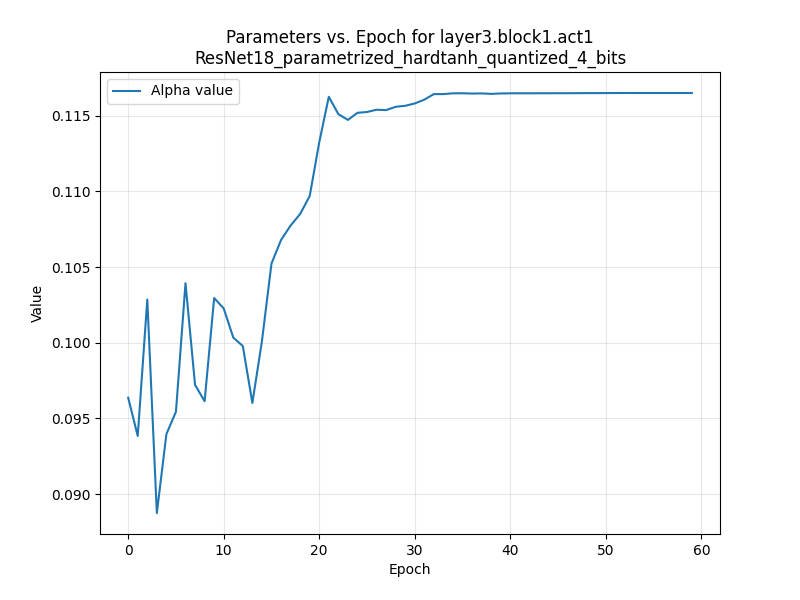 Parameters vs. Epoch for layer3.block1.act1
ResNet18_parametrized_hardtanh_quantized_4_bits
Alpha value
0.115
0.110
0.105
0.100
0.095
0.090
Value
0 10 20 30 40 50 60
Epoch